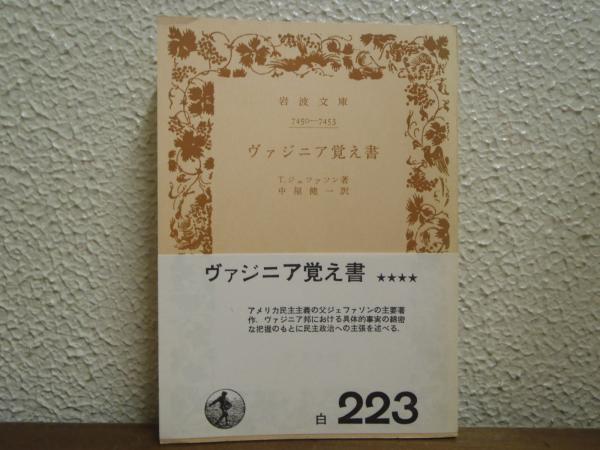 岩波文庫
7450—7453
ヴァジニア覚え書
T.ジェファソン著
中屋健一訳
ヴァジニア覚え書 ★★★★
アメリカ民主主義の父ジェファソンの主要著
作．ヴァジニア邦における具体的事実の綿密
な把握のもとに民主政治への主張を述べる．
白 223